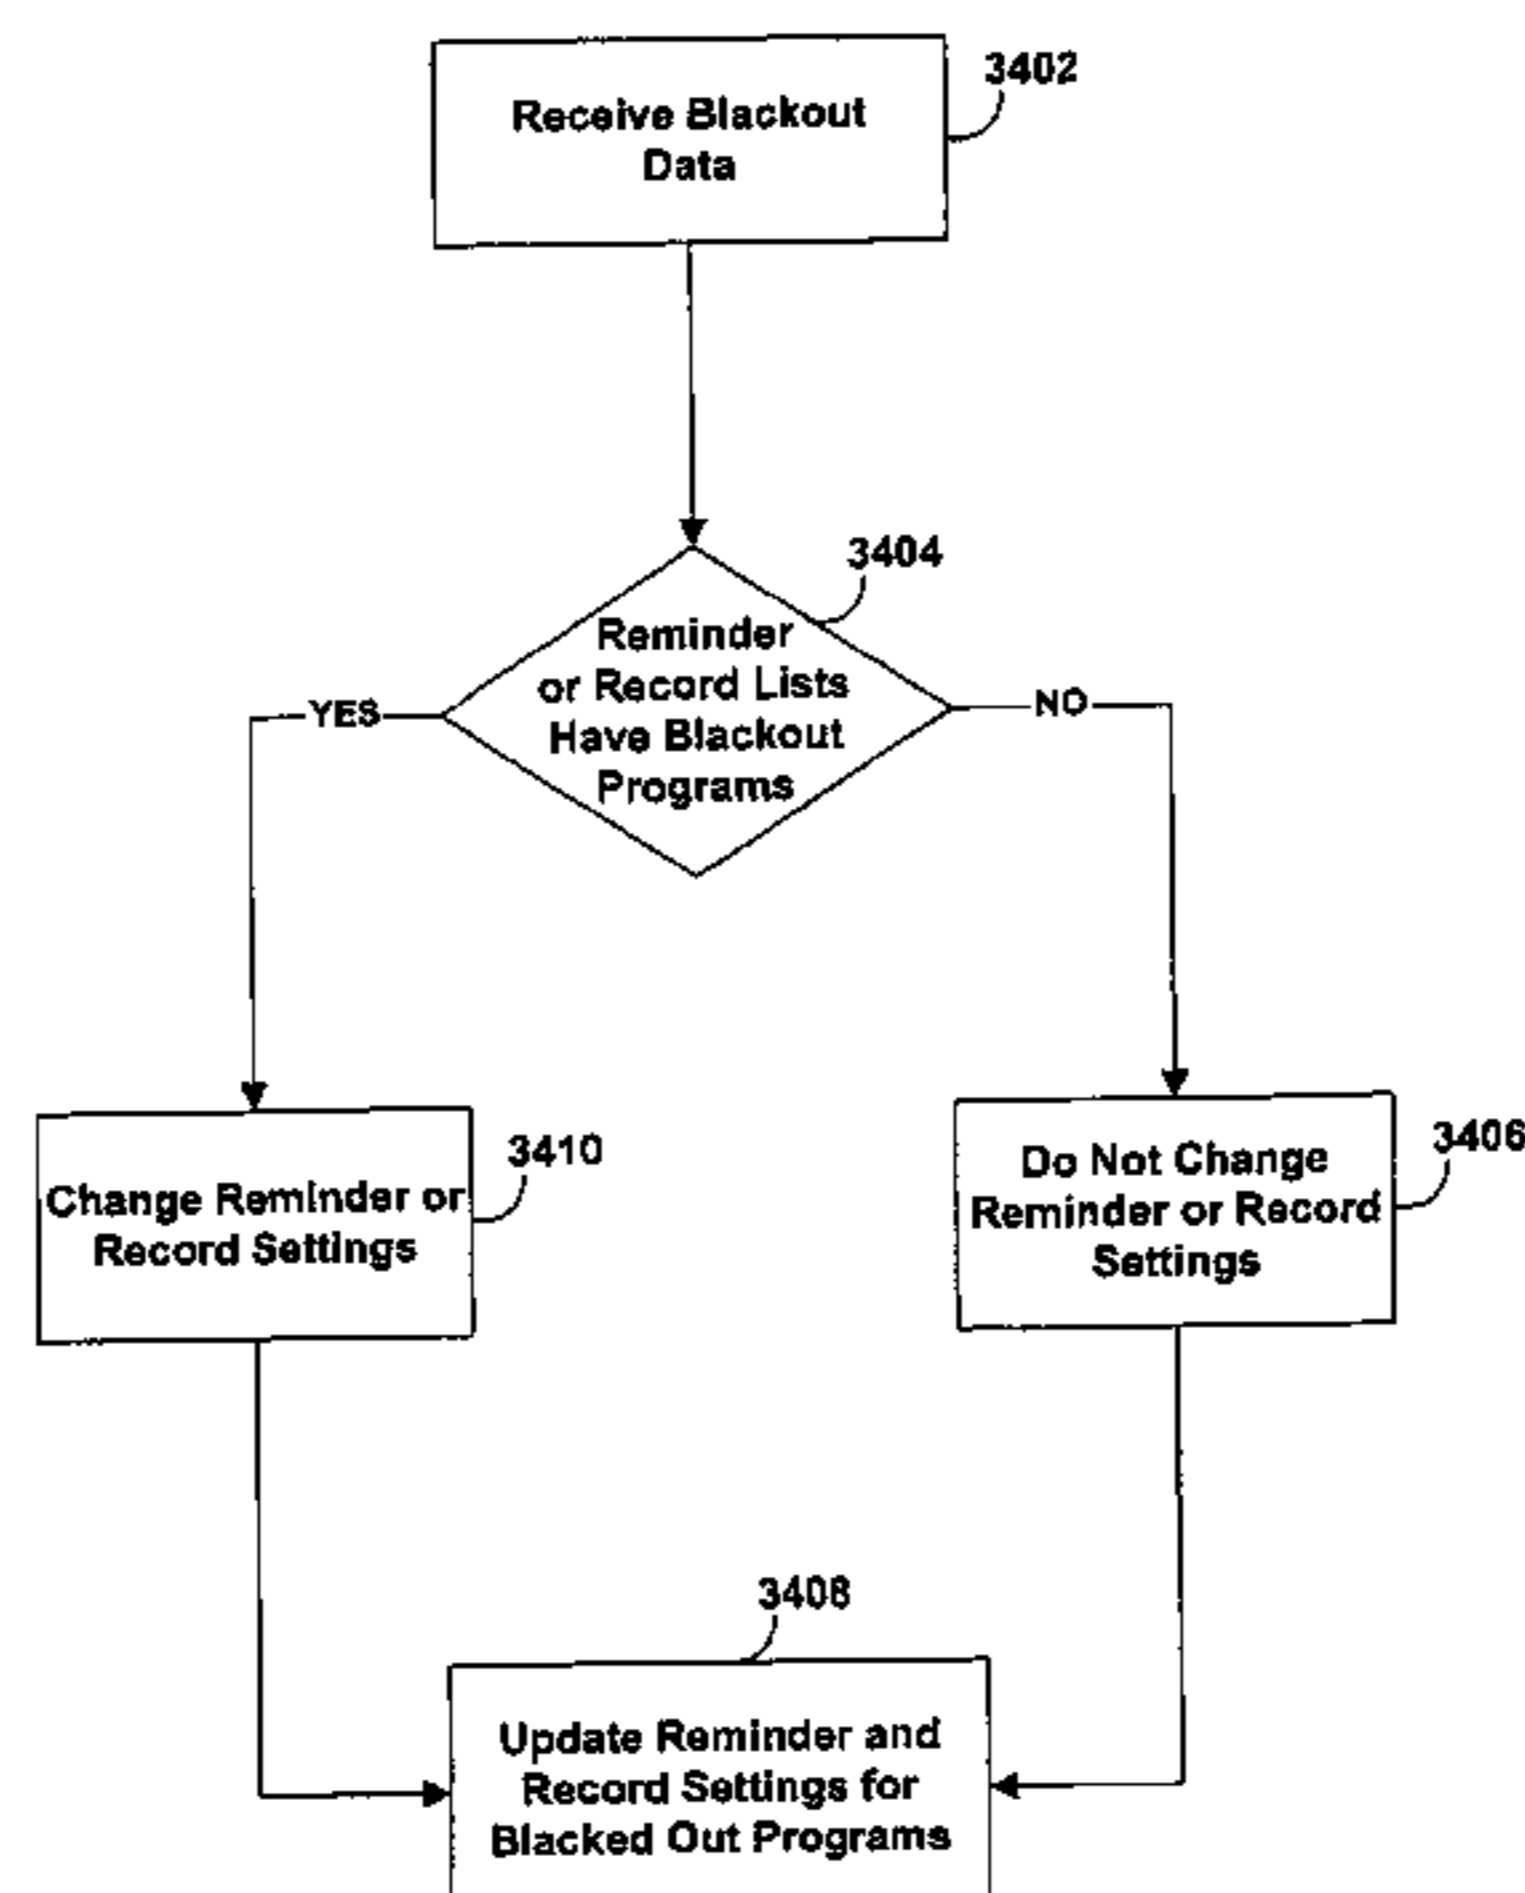 Receive Blackout
Data
3402
3404
Reminder
or Record Lists
Have Blackout
Programs
YES
NO
3410
Change Reminder or
Record Settings
3406
Do Not Change
Reminder or Record
Settings
3408
Update Reminder and
Record Settings for
Blacked Out Programs